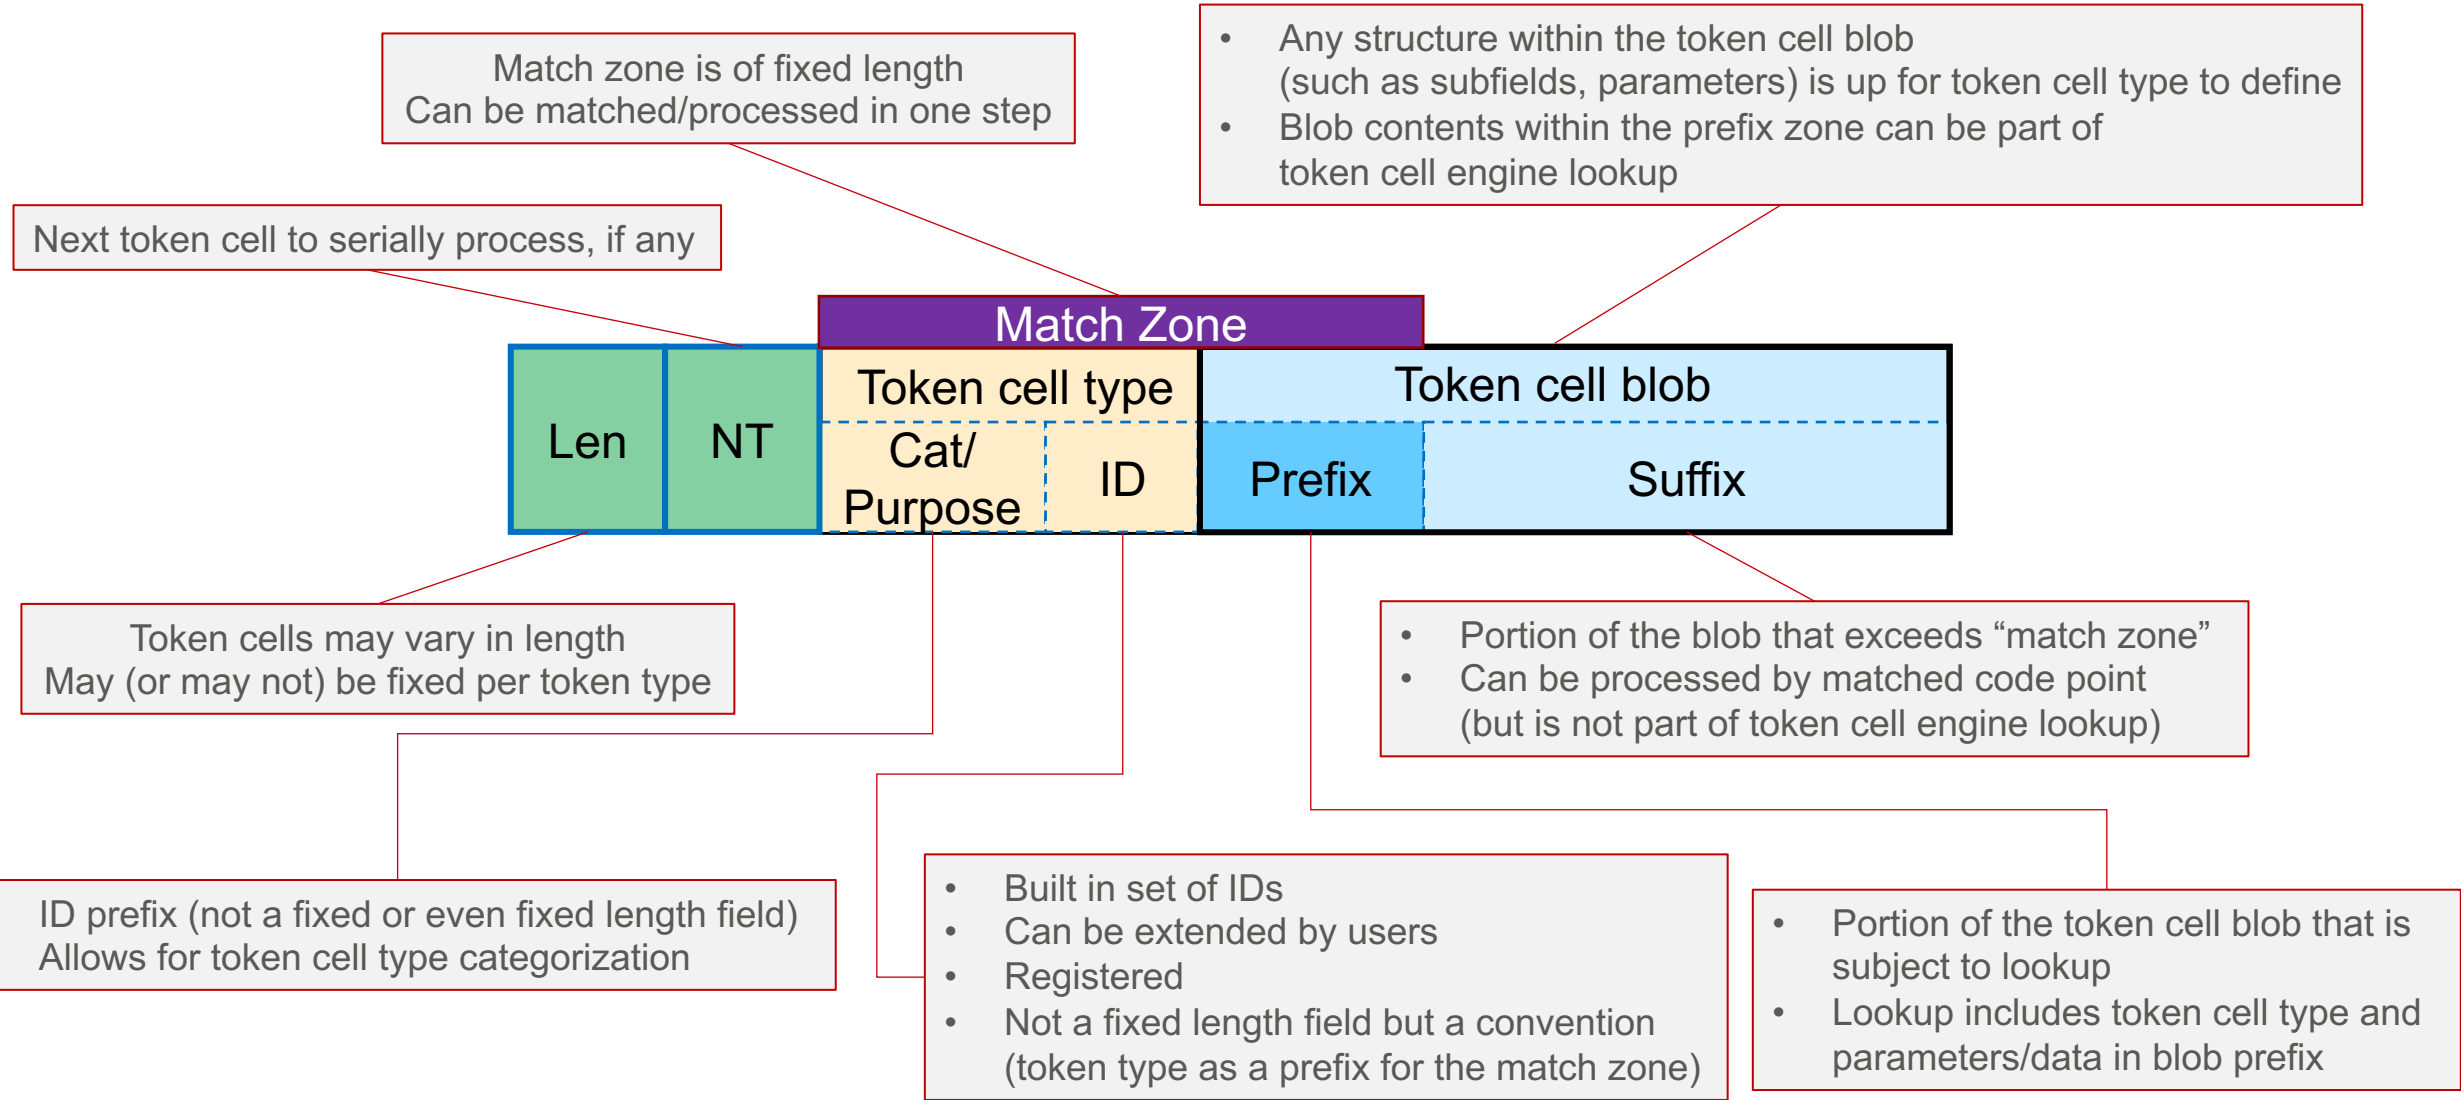 Match zone is of fixed length
Can be matched/processed in one step
• Any structure within the token cell blob
(such as subfields, parameters) is up for token cell type to define
• Blob contents within the prefix zone can be part of
token cell engine lookup
Next token cell to serially process, if any
Match Zone
Len
NT
Token cell type
Cat/
Purpose
ID
Token cell blob
Prefix
Suffix
Token cells may vary in length
May (or may not) be fixed per token type
• Portion of the blob that exceeds “match zone”
• Can be processed by matched code point
(but is not part of token cell engine lookup)
ID prefix (not a fixed or even fixed length field)
Allows for token cell type categorization
• Built in set of IDs
• Can be extended by users
• Registered
• Not a fixed length field but a convention
(token type as a prefix for the match zone)
• Portion of the token cell blob that is
subject to lookup
• Lookup includes token cell type and
parameters/data in blob prefix